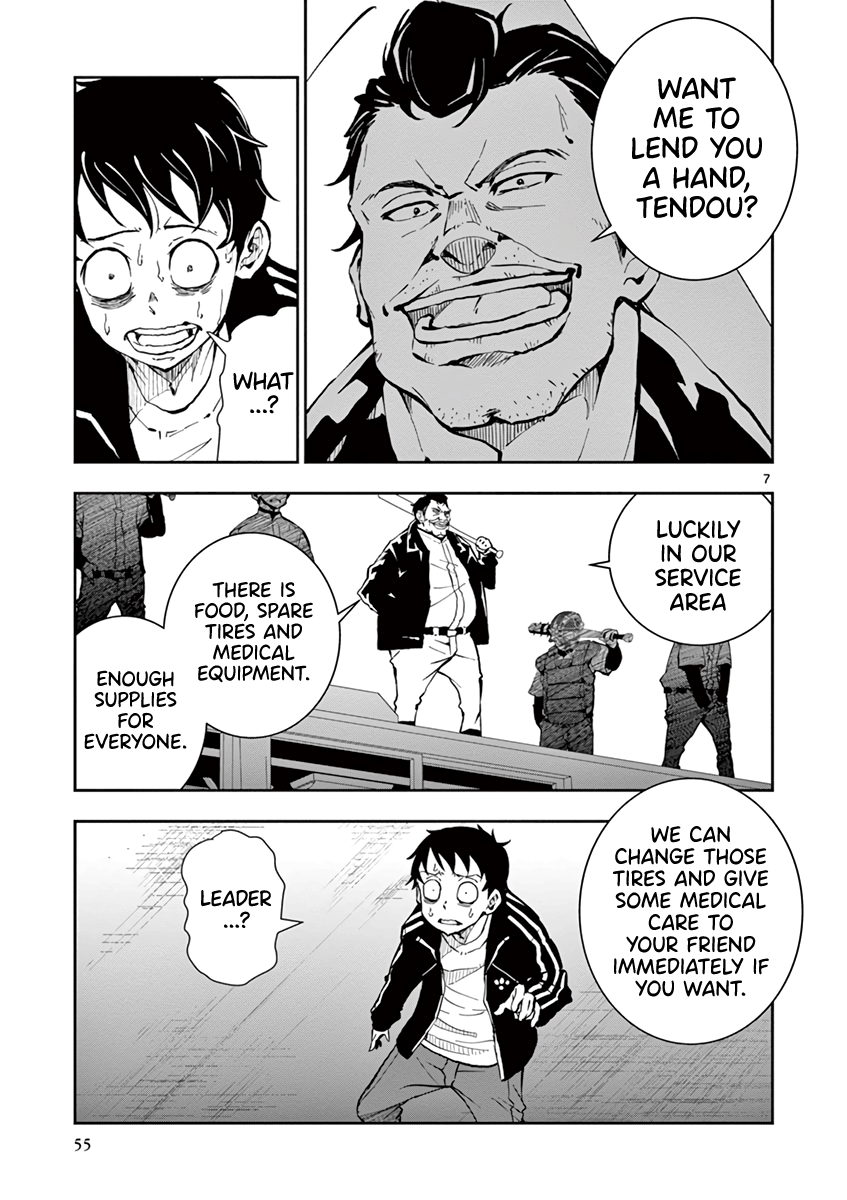 WANT
ME TO
LEND YOU
A HAND,
TENDOU?
WHAT
...?
7
LUCKILY
IN OUR
SERVICE
AREA
THERE IS
FOOD, SPARE
TIRES AND
MEDICAL
EQUIPMENT.
ENOUGH
SUPPLIES
FOR
EVERYONE.
WE CAN
CHANGE THOSE
TIRES AND GIVE
SOME MEDICAL
CARE TO
YOUR FRIEND
IMMEDIATELY IF
YOU WANT.
LEADER
...?
55